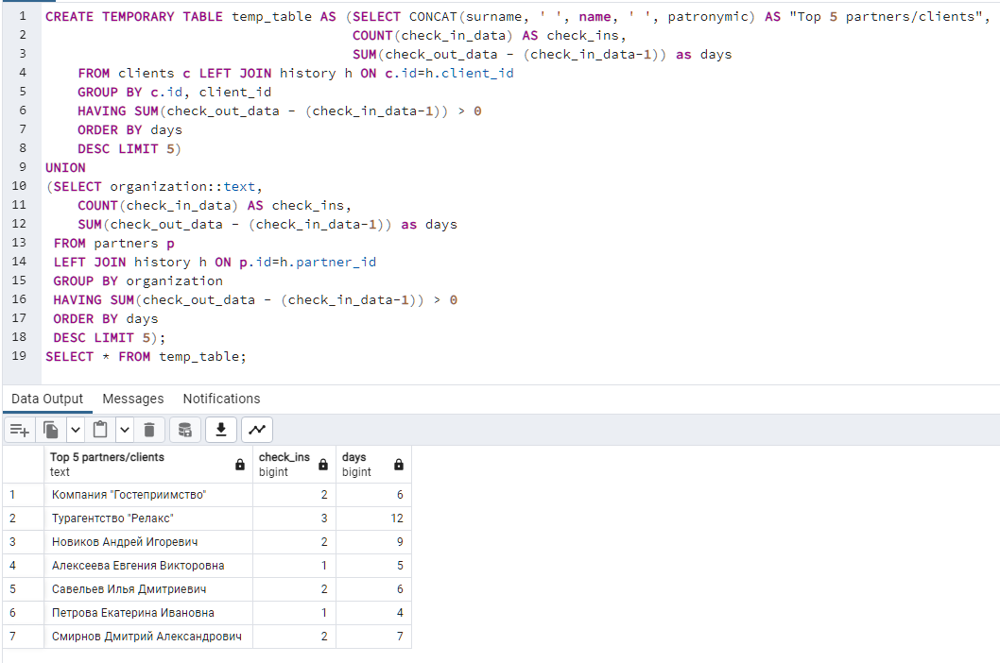 1 CREATE TEMPORARY TABLE temp_table AS (SELECT CONCAT(surname, ' ', name, ' ', patronymic) AS "Top 5 partners/clients",
2 COUNT(check_in_data) AS check_ins,
3 SUM(check_out_data - (check_in_data-1)) as days
4 FROM clients c LEFT JOIN history h ON c.id=h.client_id
5 GROUP BY c.id, client_id
6 HAVING SUM(check_out_data - (check_in_data-1)) > 0
7 ORDER BY days
8 DESC LIMIT 5)
9 UNION
10 (SELECT organization::text,
11 COUNT(check_in_data) AS check_ins,
12 SUM(check_out_data - (check_in_data-1)) as days
13 FROM partners p
14 LEFT JOIN history h ON p.id=h.partner_id
15 GROUP BY organization
16 HAVING SUM(check_out_data - (check_in_data-1)) > 0
17 ORDER BY days
18 DESC LIMIT 5);
19 SELECT * FROM temp_table;
Data Output Messages Notifications
Top 5 partners/clients check_ins days
text bigint bigint
1 Компания "Гостеприимство" 2 6
2 Турагентство "Релакс" 3 12
3 Новиков Андрей Игоревич 2 9
4 Алексеева Евгения Викторовна 1 5
5 Савельев Илья Дмитриевич 2 6
6 Петрова Екатерина Ивановна 1 4
7 Смирнов Дмитрий Александрович 2 7